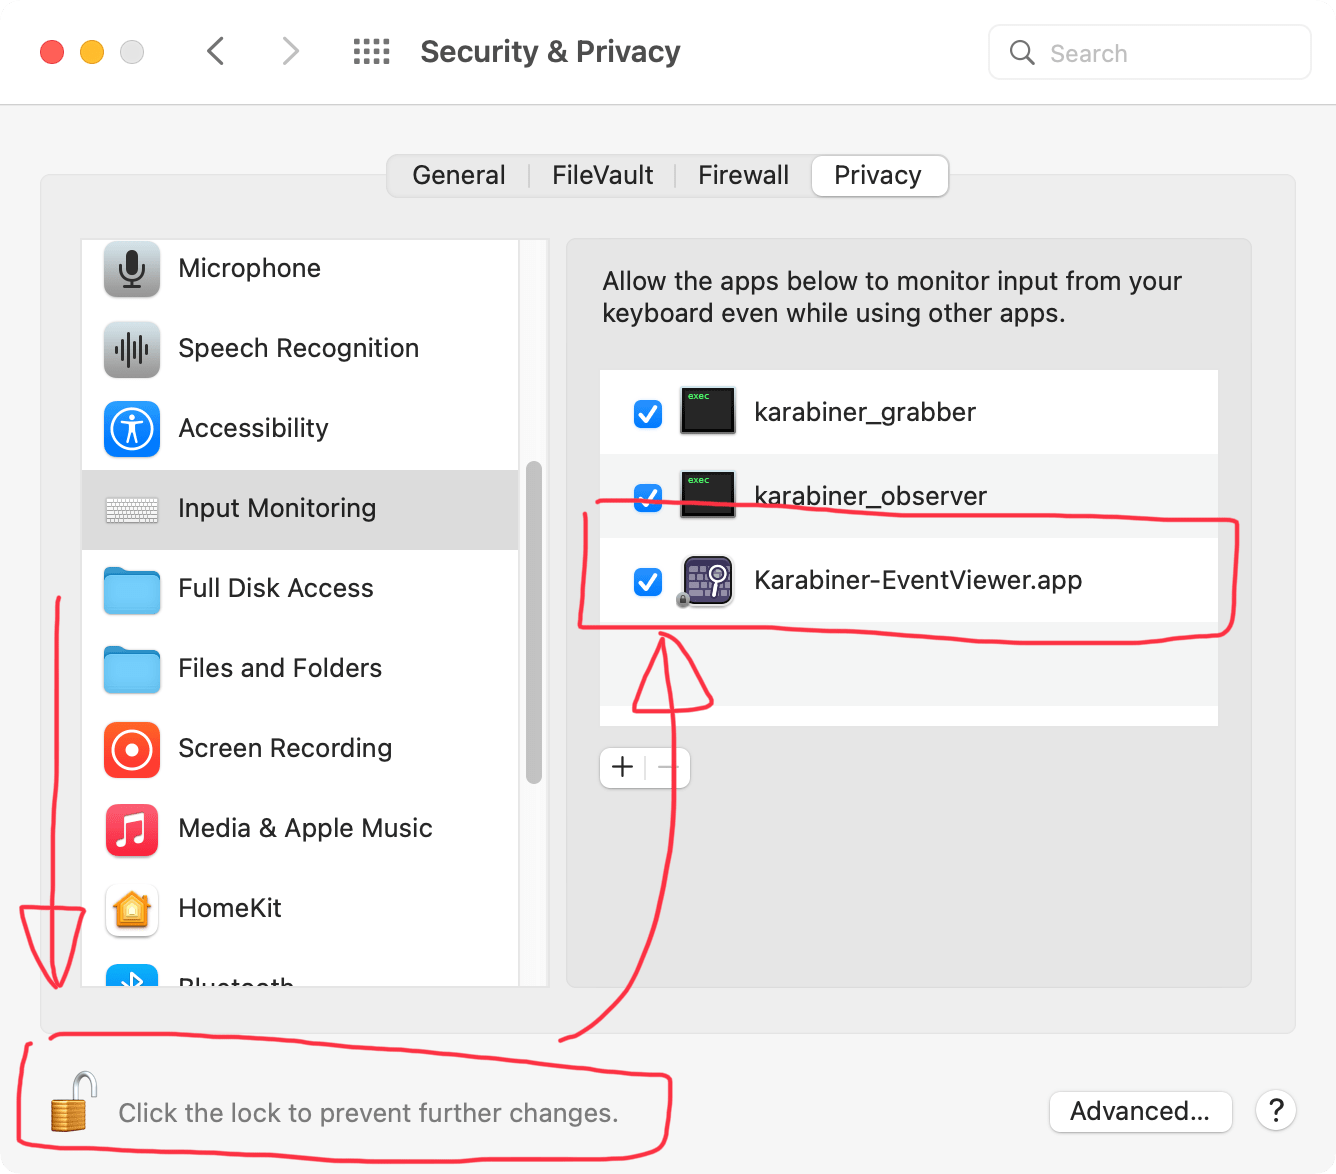 Security & Privacy
Search
General
FileVault
Firewall
Privacy
Microphone
Speech Recognition
Accessibility
Input Monitoring
Full Disk Access
Files and Folders
Screen Recording
Media & Apple Music
HomeKit
Bluetooth
Allow the apps below to monitor input from your
keyboard even while using other apps.
exec
karabiner_grabber
exec
karabiner_observer
Karabiner-EventViewer.app
Click the lock to prevent further changes.
Advanced...
?